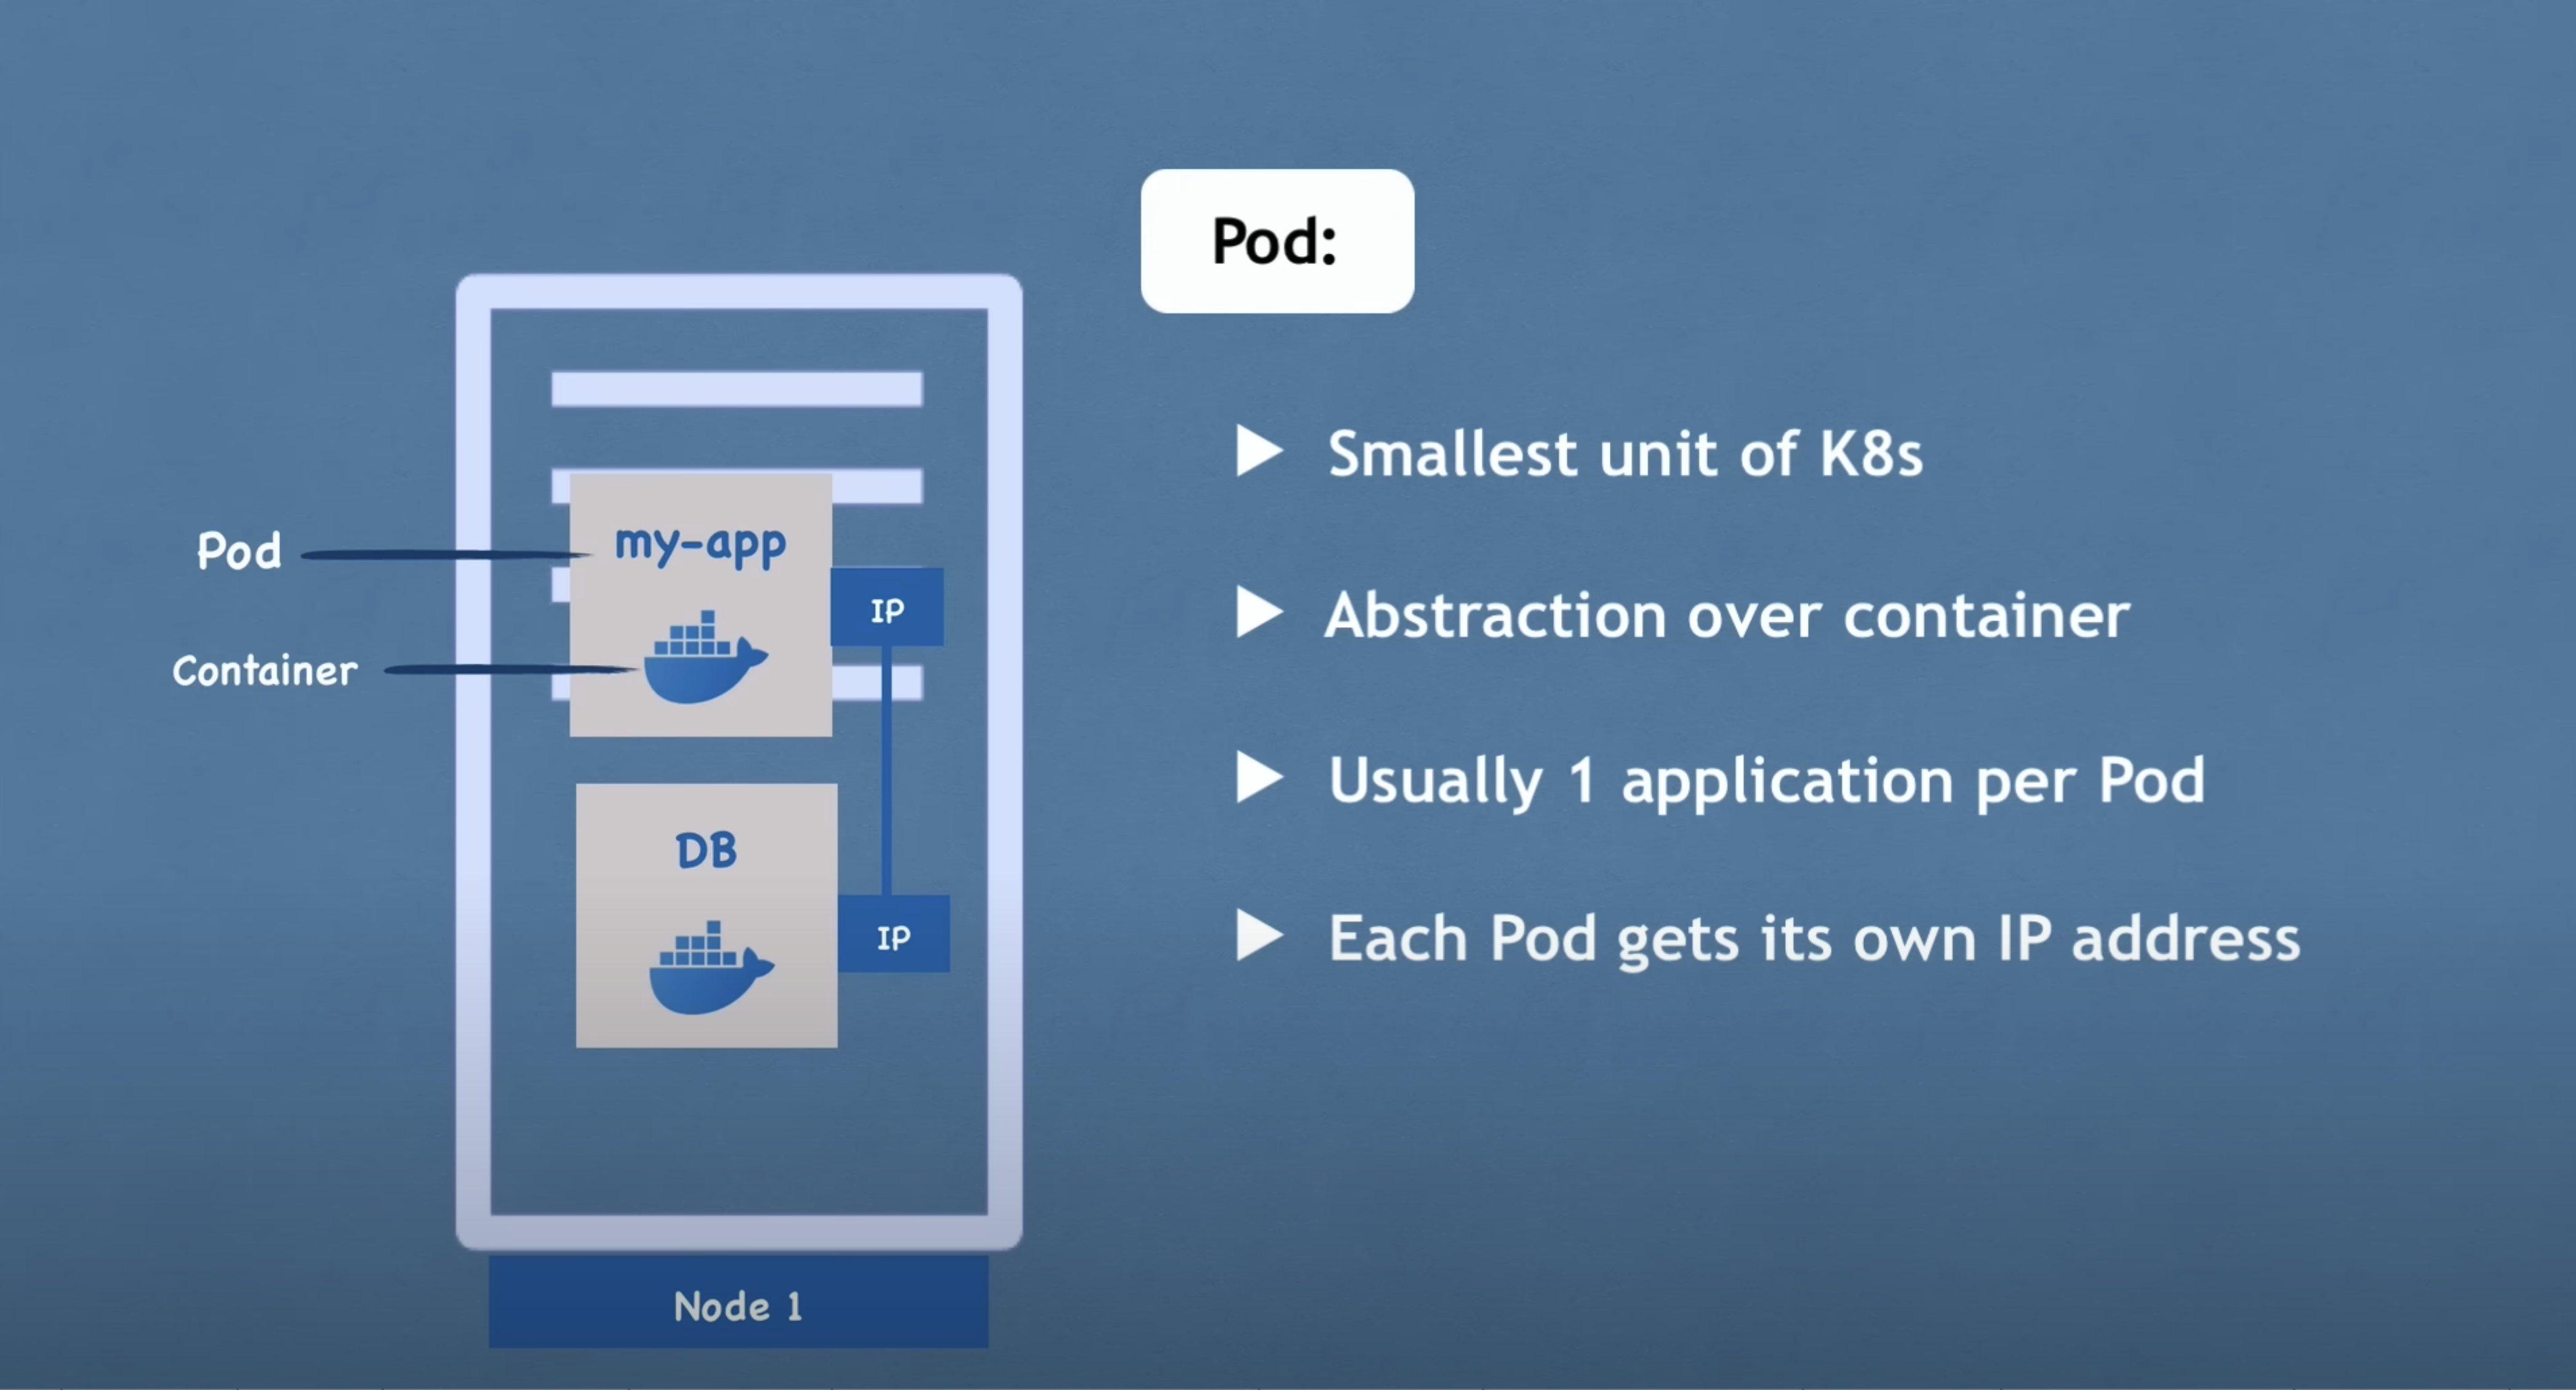 Pod:
Smallest unit of K8s
Abstraction over container
Usually 1 application per Pod
Each Pod gets its own IP address
Pod
my-app
IP
Container
DB
IP
Node 1